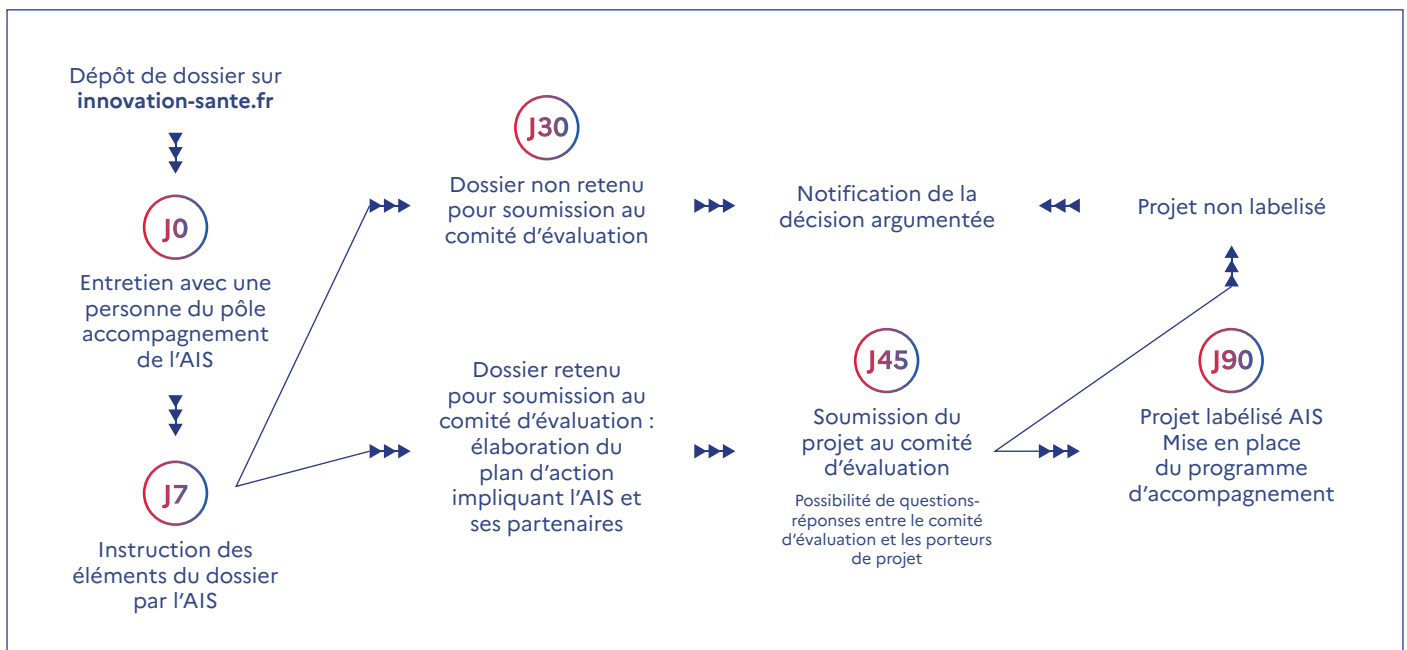 Dépôt de dossier sur
innovation-sante.fr
J0
Entretien avec une
personne du pôle
accompagnement
de l'AIS
J7
Instruction des
éléments du dossier
par l'AIS
J30
Dossier non retenu
pour soumission au
comité d'évaluation
Notification de la
décision argumentée
Projet non labelisé
Dossier retenu
pour soumission au
comité d'évaluation :
élaboration du
plan d'action
impliquant l'AIS et
ses partenaires
J45
Soumission du
projet au comité
d'évaluation
Possibilité de questions-
réponses entre le comité
d'évaluation et les porteurs
de projet
J90
Projet labélisé AIS
Mise en place
du programme
d'accompagnement